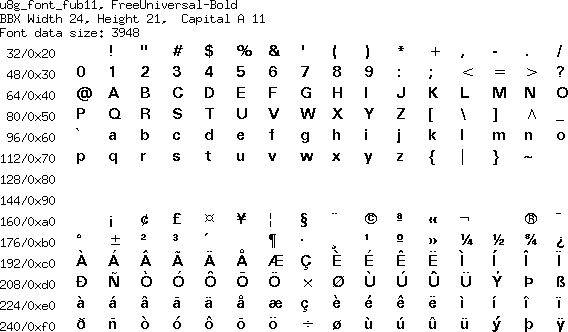 u8g_font_fub11, FreeUniversal-Bold
BBX Width 24, Height 21,  Capital A 11
Font data size: 3948
32/0x20 ! " # $ % & ' ( ) * + , - . /
48/0x30 0 1 2 3 4 5 6 7 8 9 : ; < = > ?
64/0x40 @ A B C D E F G H I J K L M N O
80/0x50 P Q R S T U V W X Y Z [ \ ] ^ _
96/0x60 ` a b c d e f g h i j k l m n o
112/0x70 p q r s t u v w x y z { | } ~
128/0x80
144/0x90
160/0xa0 ¡ ¢ £ ¤ ¥ ¦ § ¨ © ª « ¬ ® ¯
176/0xb0 ° ± ² ³ ´ ¶ · ¸ ¹ º » ¼ ½ ¾ ¿
192/0xc0 À Á Â Ã Ä Å Æ Ç È É Ê Ë Ì Í Î Ï
208/0xd0 Ð Ñ Ò Ó Ô Õ Ö × Ø Ù Ú Û Ü Ý Þ ß
224/0xe0 à á â ã ä å æ ç è é ê ë ì í î ï
240/0xf0 ð ñ ò ó ô õ ö ÷ ø ù ú û ü ý þ ÿ